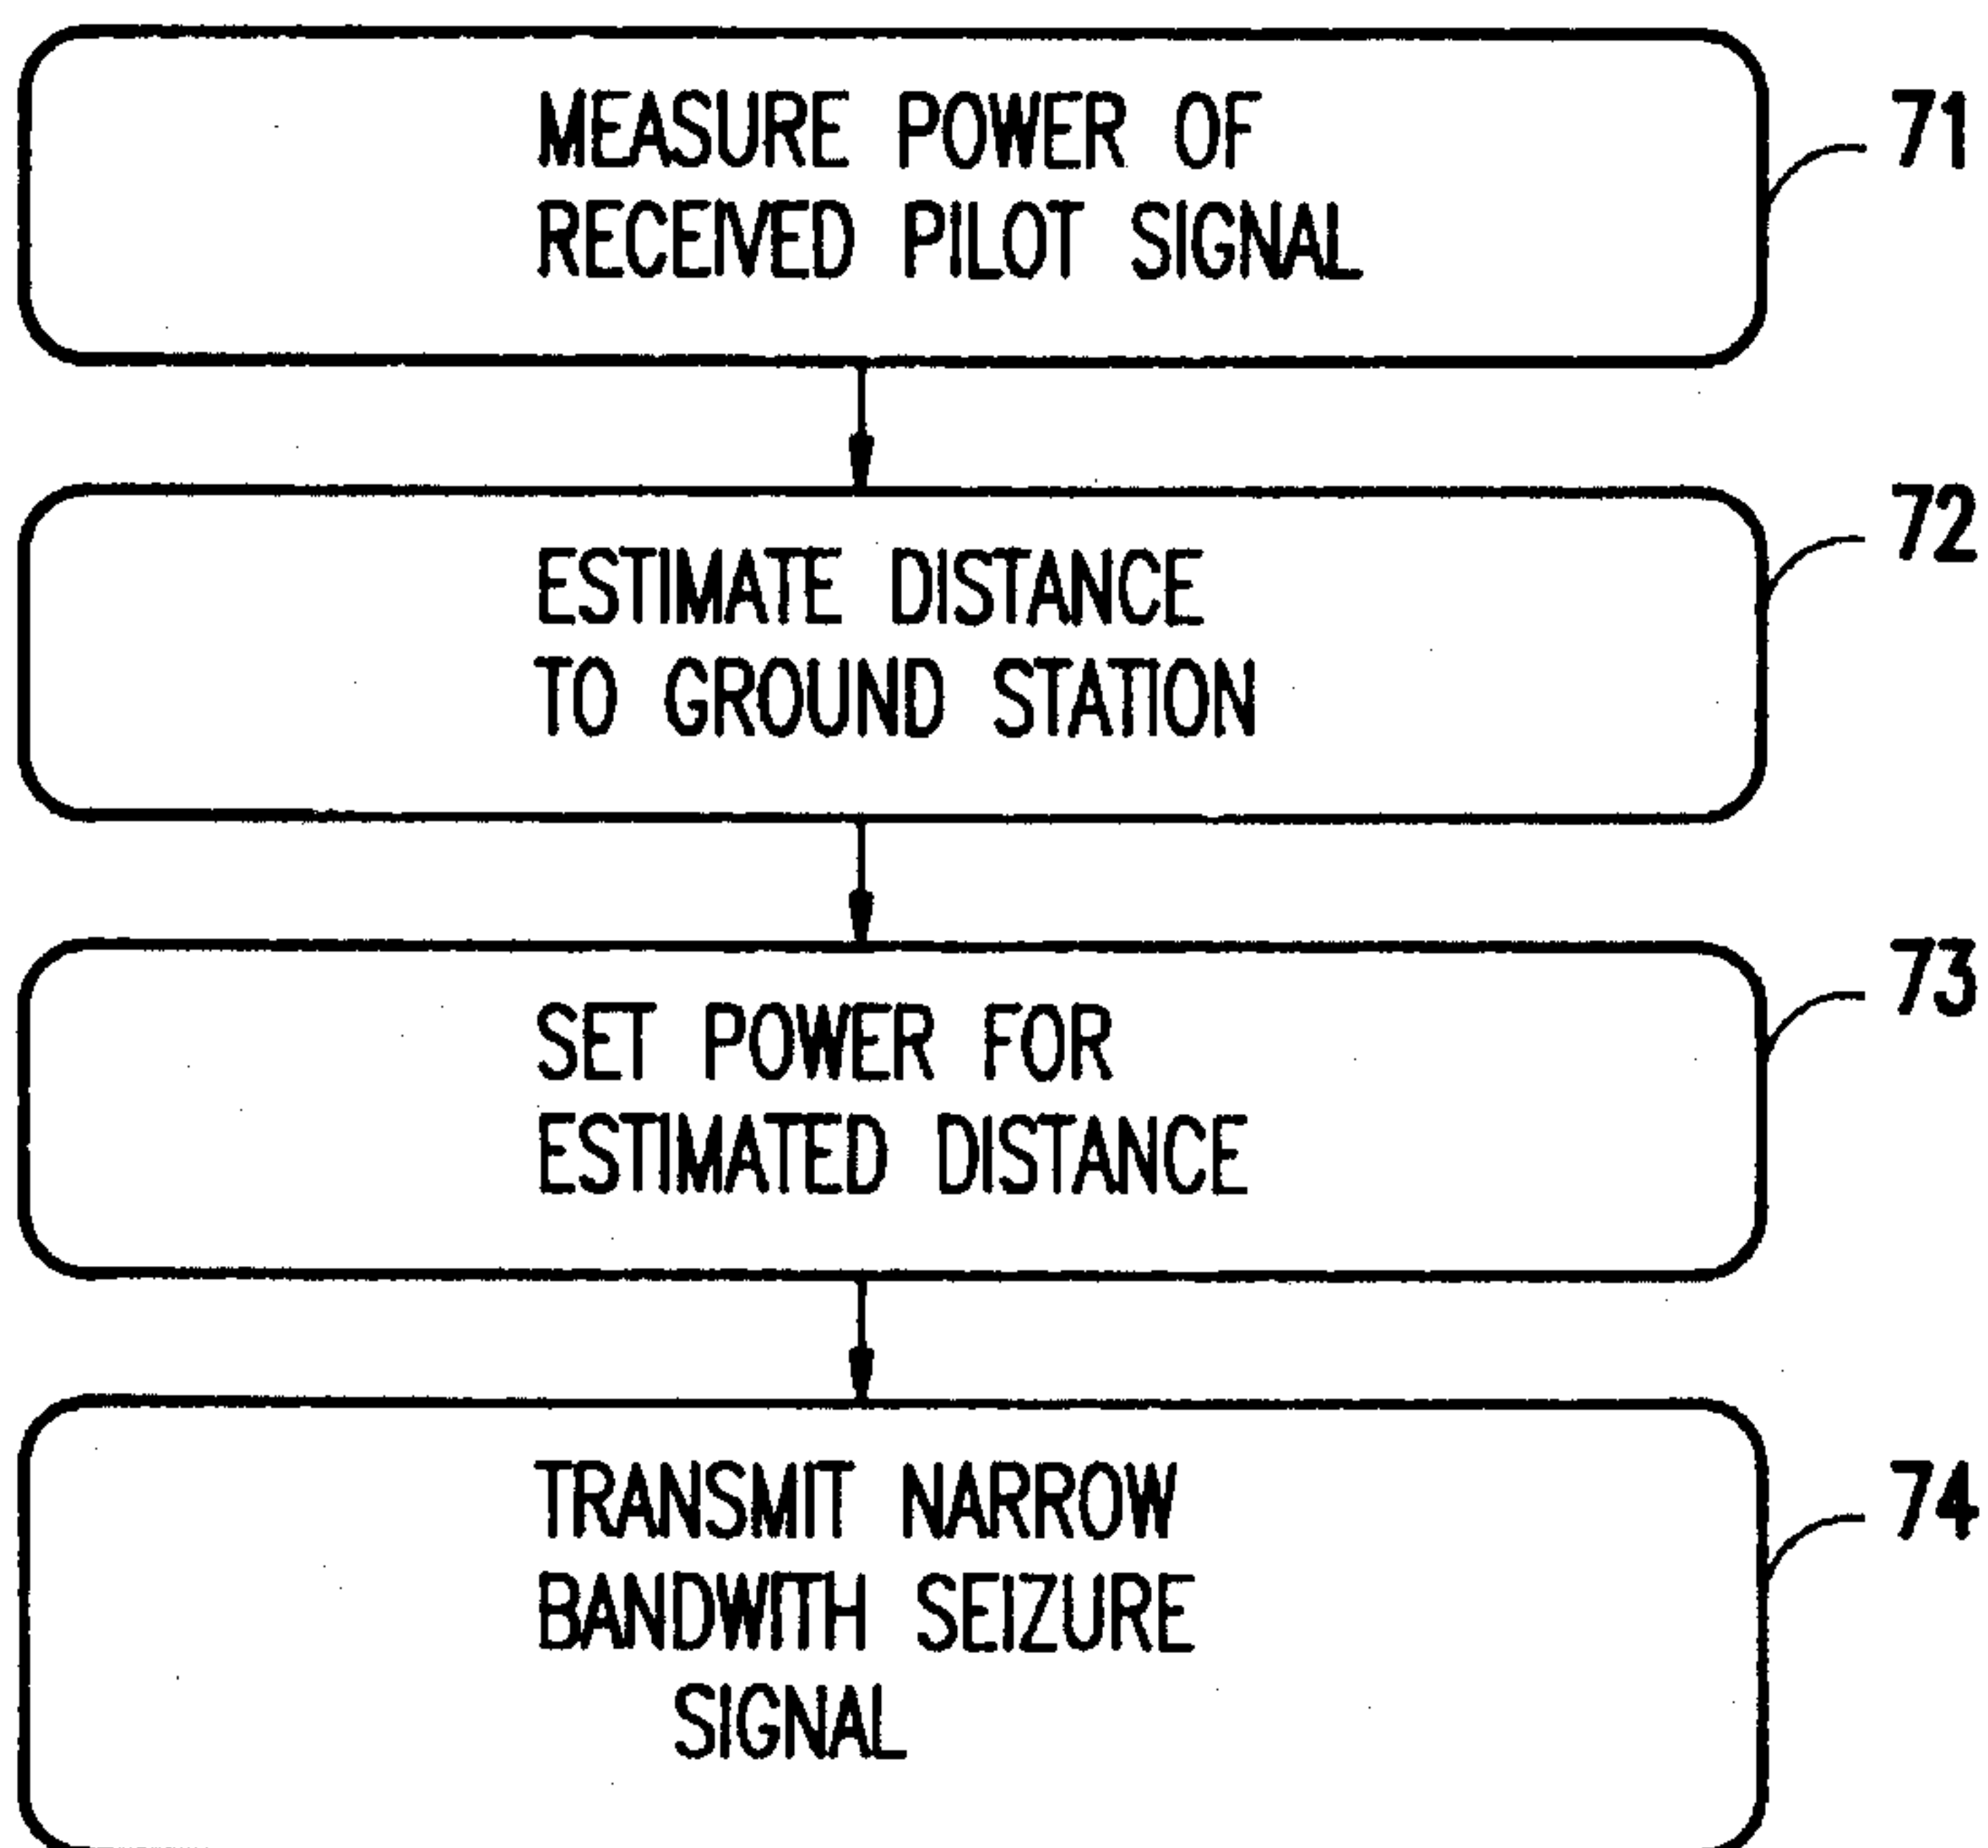 MEASURE POWER OF
RECEIVED PILOT SIGNAL
71
ESTIMATE DISTANCE
TO GROUND STATION
72
SET POWER FOR
ESTIMATED DISTANCE
73
TRANSMIT NARROW
BANDWITH SEIZURE
SIGNAL
74